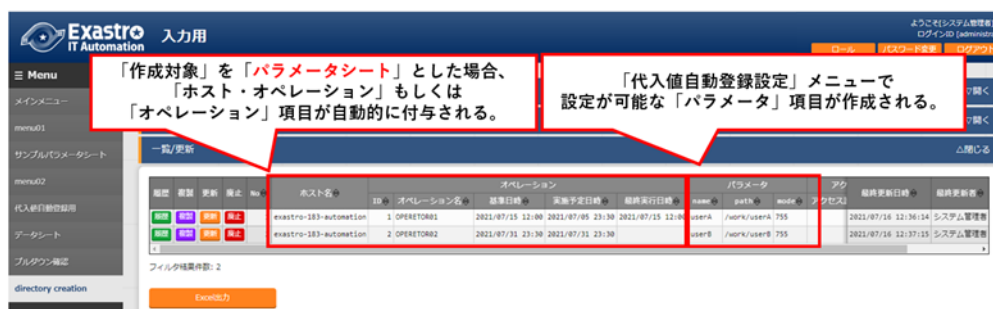 Exastro
IT Automation
入力用
ようこそ[システム管理者]
ログインID [administra
ロール
パスワード変更
ログアウト
≡ Menu
メインメニュー
menu01
サンプルパラメータシート
menu02
代入値自動登録用
データシート
プルダウン確認
directory creation
「作成対象」を「パラメータシート」とした場合、
「ホスト・オペレーション」もしくは
「オペレーション」項目が自動的に付与される。
「代入値自動登録設定」メニューで
設定が可能な「パラメータ」項目が作成される。
▽開く
▽開く
一覧/更新
△閉じる
履歴 複製 更新 廃止 No ホスト名 オペレーション パラメータ アク 最終更新日時 最終更新者
ID オペレーション名 基準日時 実施予定日時 最終実行日時 name path mode アクセス
履歴 複製 更新 廃止 exastro-183-automation 1 OPERETOR01 2021/07/15 12:00 2021/07/05 23:30 2021/07/15 12:00 userA /work/userA 755 2021/07/16 12:36:14 システム管理者
履歴 複製 更新 廃止 exastro-183-automation 2 OPERETOR02 2021/07/31 23:30 2021/07/31 23:30 userB /work/userB 755 2021/07/16 12:37:15 システム管理者
フィルタ結果件数: 2
Excel出力